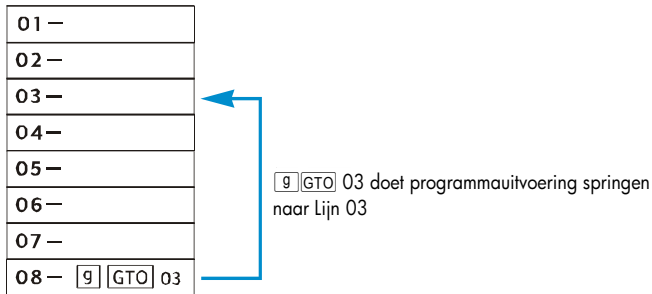 01—
02—
03—
04—
05—
06—
07—
08— g GTO 03
g GTO 03 doet programmauitvoering springen
naar Lijn 03